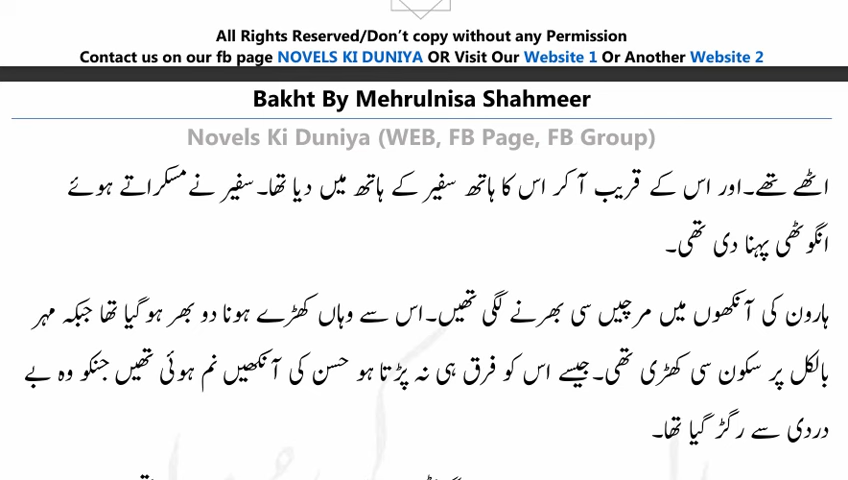 All Rights Reserved/Don't copy without any Permission
Contact us on our fb page NOVELS KI DUNIYA OR Visit Our Website 1 Or Another Website 2
Bakht By Mehrulnisa Shahmeer
Novels Ki Duniya (WEB, FB Page, FB Group)
اٹھے تھے۔اور اس کے قریب آ کر اس کا ہاتھ سفیر کے ہاتھ میں دیا تھا۔سفیر نے مسکراتے ہوئے
انگوٹھی پہنا دی تھی۔
ہارون کی آنکھوں میں مرچیں سی بھرنے لگی تھیں۔اس سے وہاں کھڑے ہونا دو بھر ہو گیا تھا جبکہ مہر
بالکل پر سکون سی کھڑی تھی۔جیسے اس کو فرق ہی نہ پڑتا ہو حسن کی آنکھیں نم ہوئی تھیں جنکو وہ بے
دردی سے رگڑ گیا تھا۔